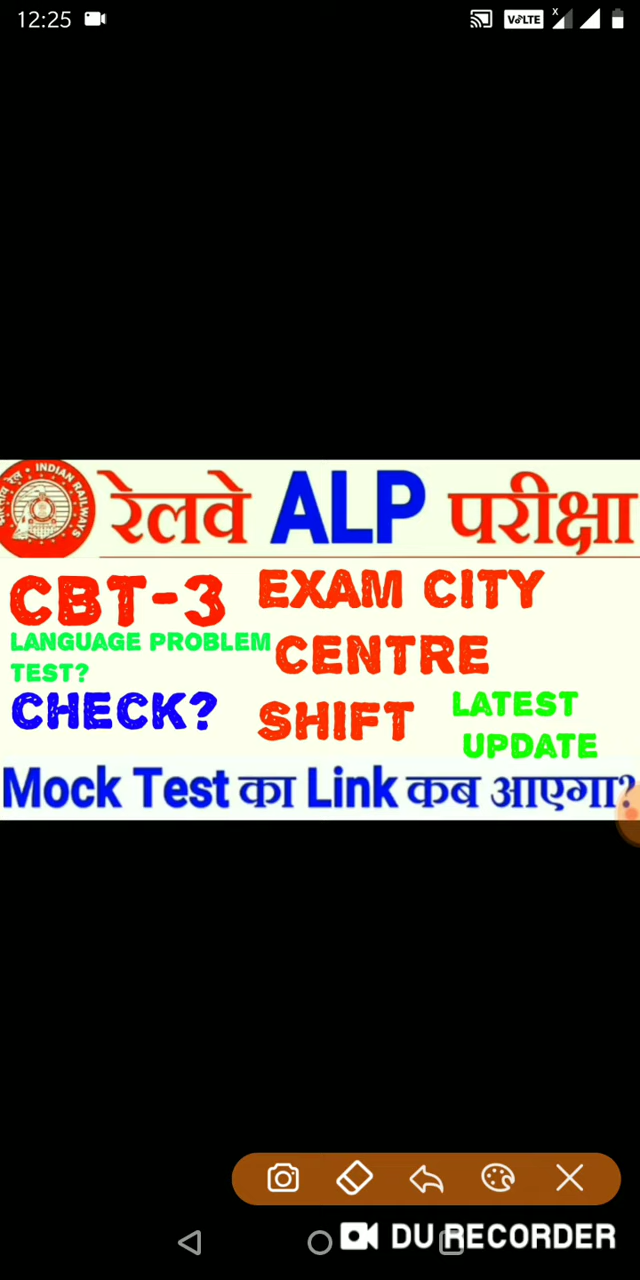 12:25
VoLTE
x
भारतीय रेल • INDIAN RAILWAYS
रेलवे ALP परीक्षा
CBT-3 EXAM CITY
LANGUAGE PROBLEM CENTRE
TEST?
CHECK? SHIFT LATEST
UPDATE
Mock Test का Link कब आएगा?
DU RECORDER